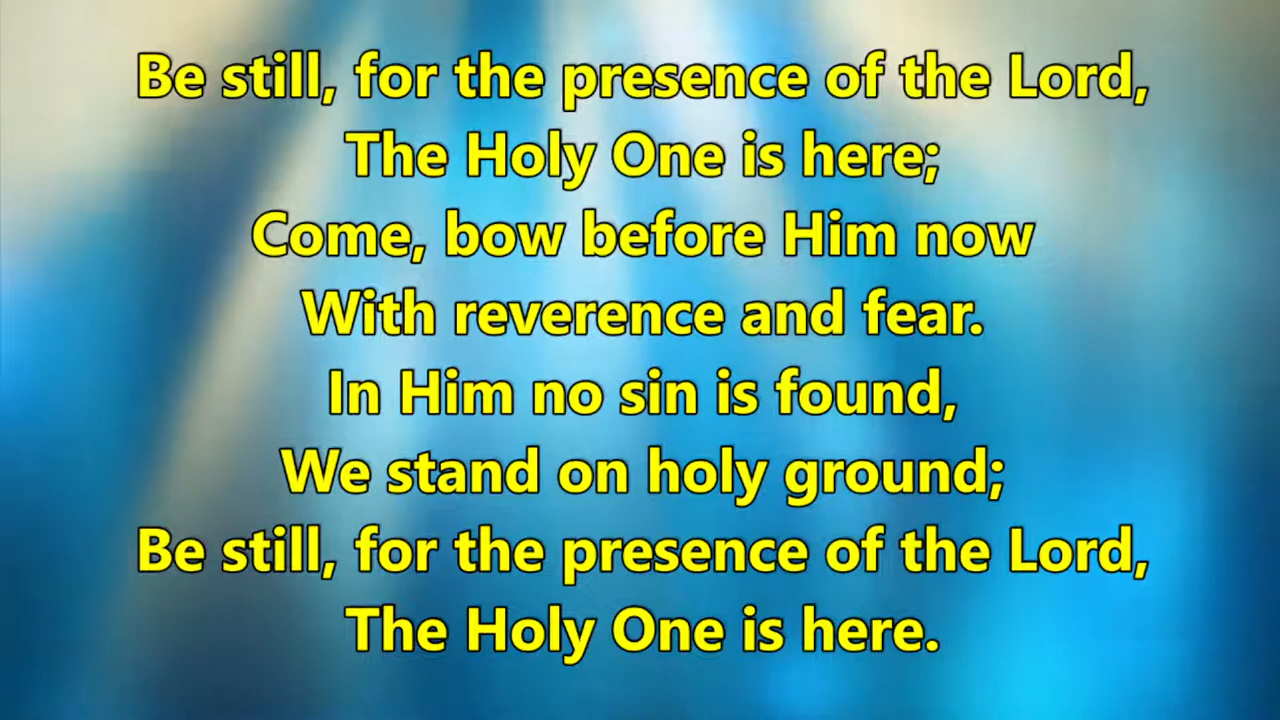 Be still, for the presence of the Lord,
The Holy One is here;
Come, bow before Him now
With reverence and fear.
In Him no sin is found,
We stand on holy ground;
Be still, for the presence of the Lord,
The Holy One is here.